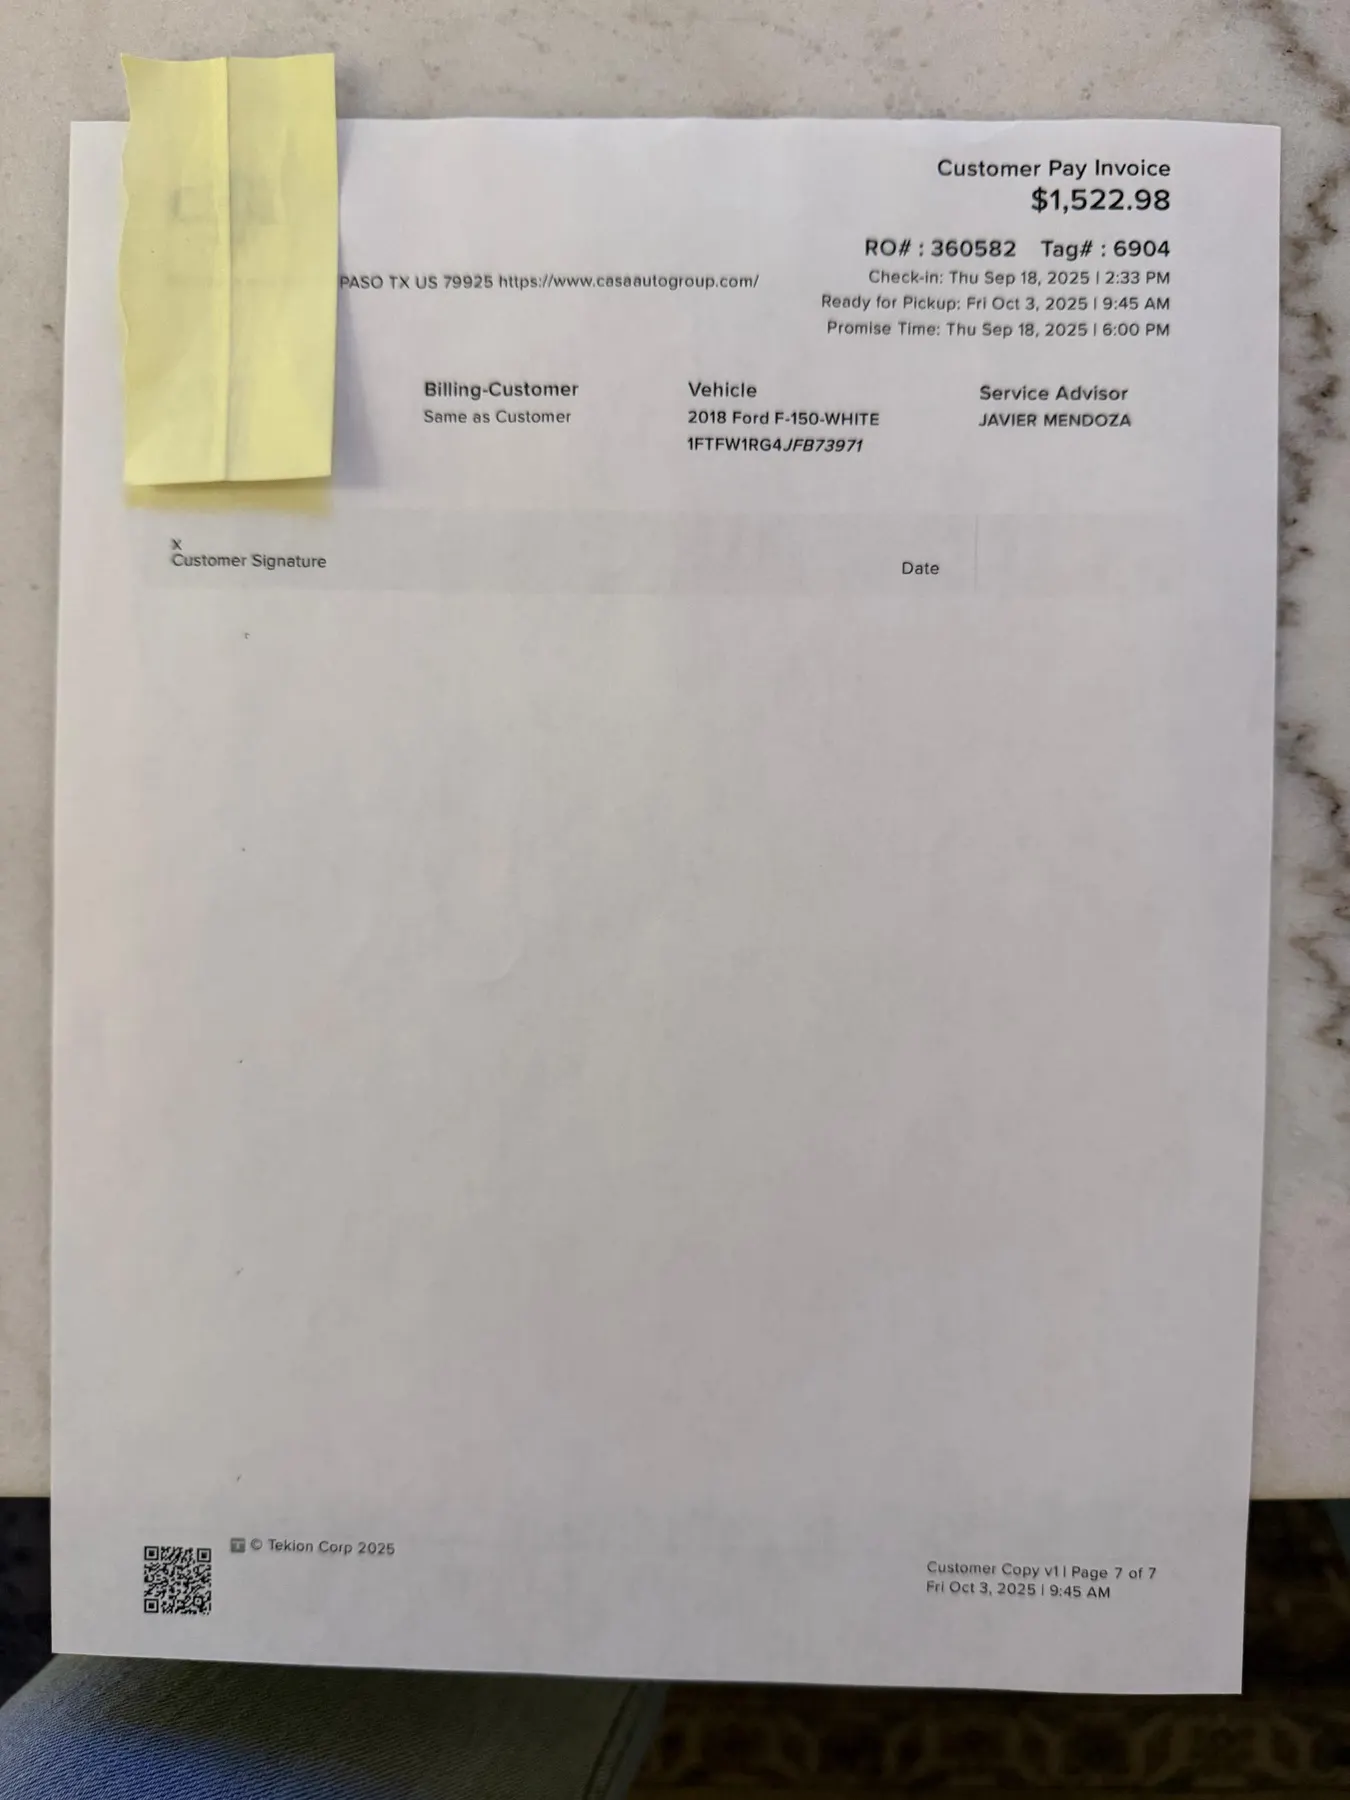 Customer Pay Invoice
$1,522.98
RO# : 360582 Tag# : 6904
Check-in: Thu Sep 18, 2025 | 2:33 PM
Ready for Pickup: Fri Oct 3, 2025 | 9:45 AM
Promise Time: Thu Sep 18, 2025 | 6:00 PM
PASO TX US 79925 https://www.casaautogroup.com/
Billing-Customer
Same as Customer
Vehicle
2018 Ford F-150-WHITE
1FTFW1RG4JFB73971
Service Advisor
JAVIER MENDOZA
X
Customer Signature
Date
© Tekion Corp 2025
Customer Copy v1 | Page 7 of 7
Fri Oct 3, 2025 | 9:45 AM